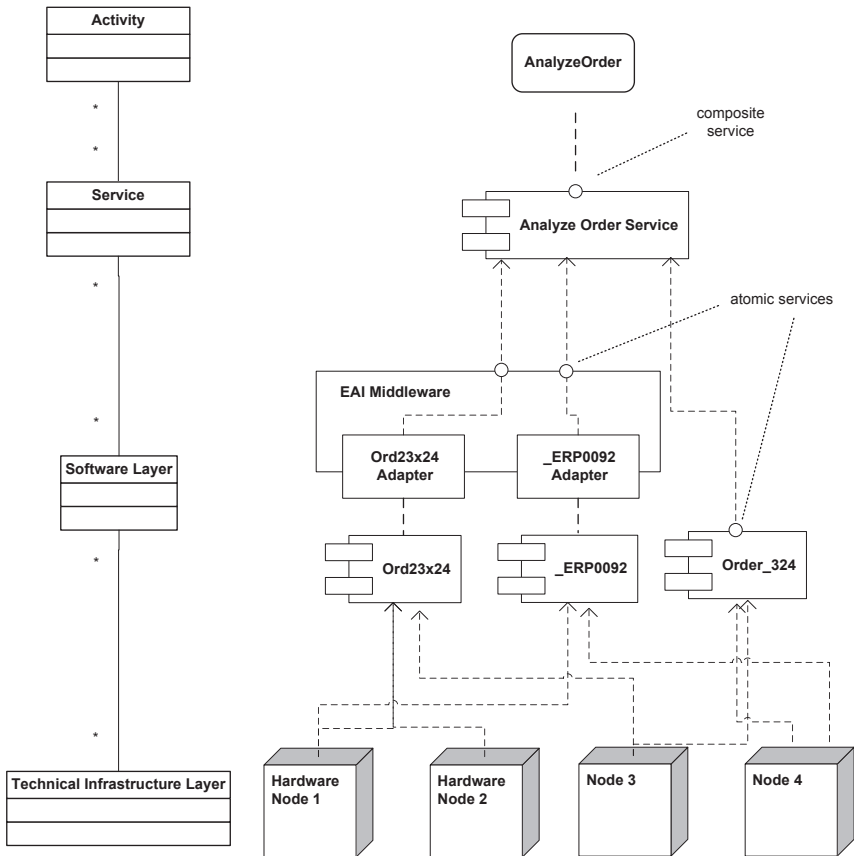 Activity
*
*
Service
*
*
Software Layer
*
*
Technical Infrastructure Layer
AnalyzeOrder
composite
service
Analyze Order Service
atomic services
EAI Middleware
Ord23x24
Adapter
_ERP0092
Adapter
Ord23x24
_ERP0092
Order_324
Hardware
Node 1
Hardware
Node 2
Node 3
Node 4